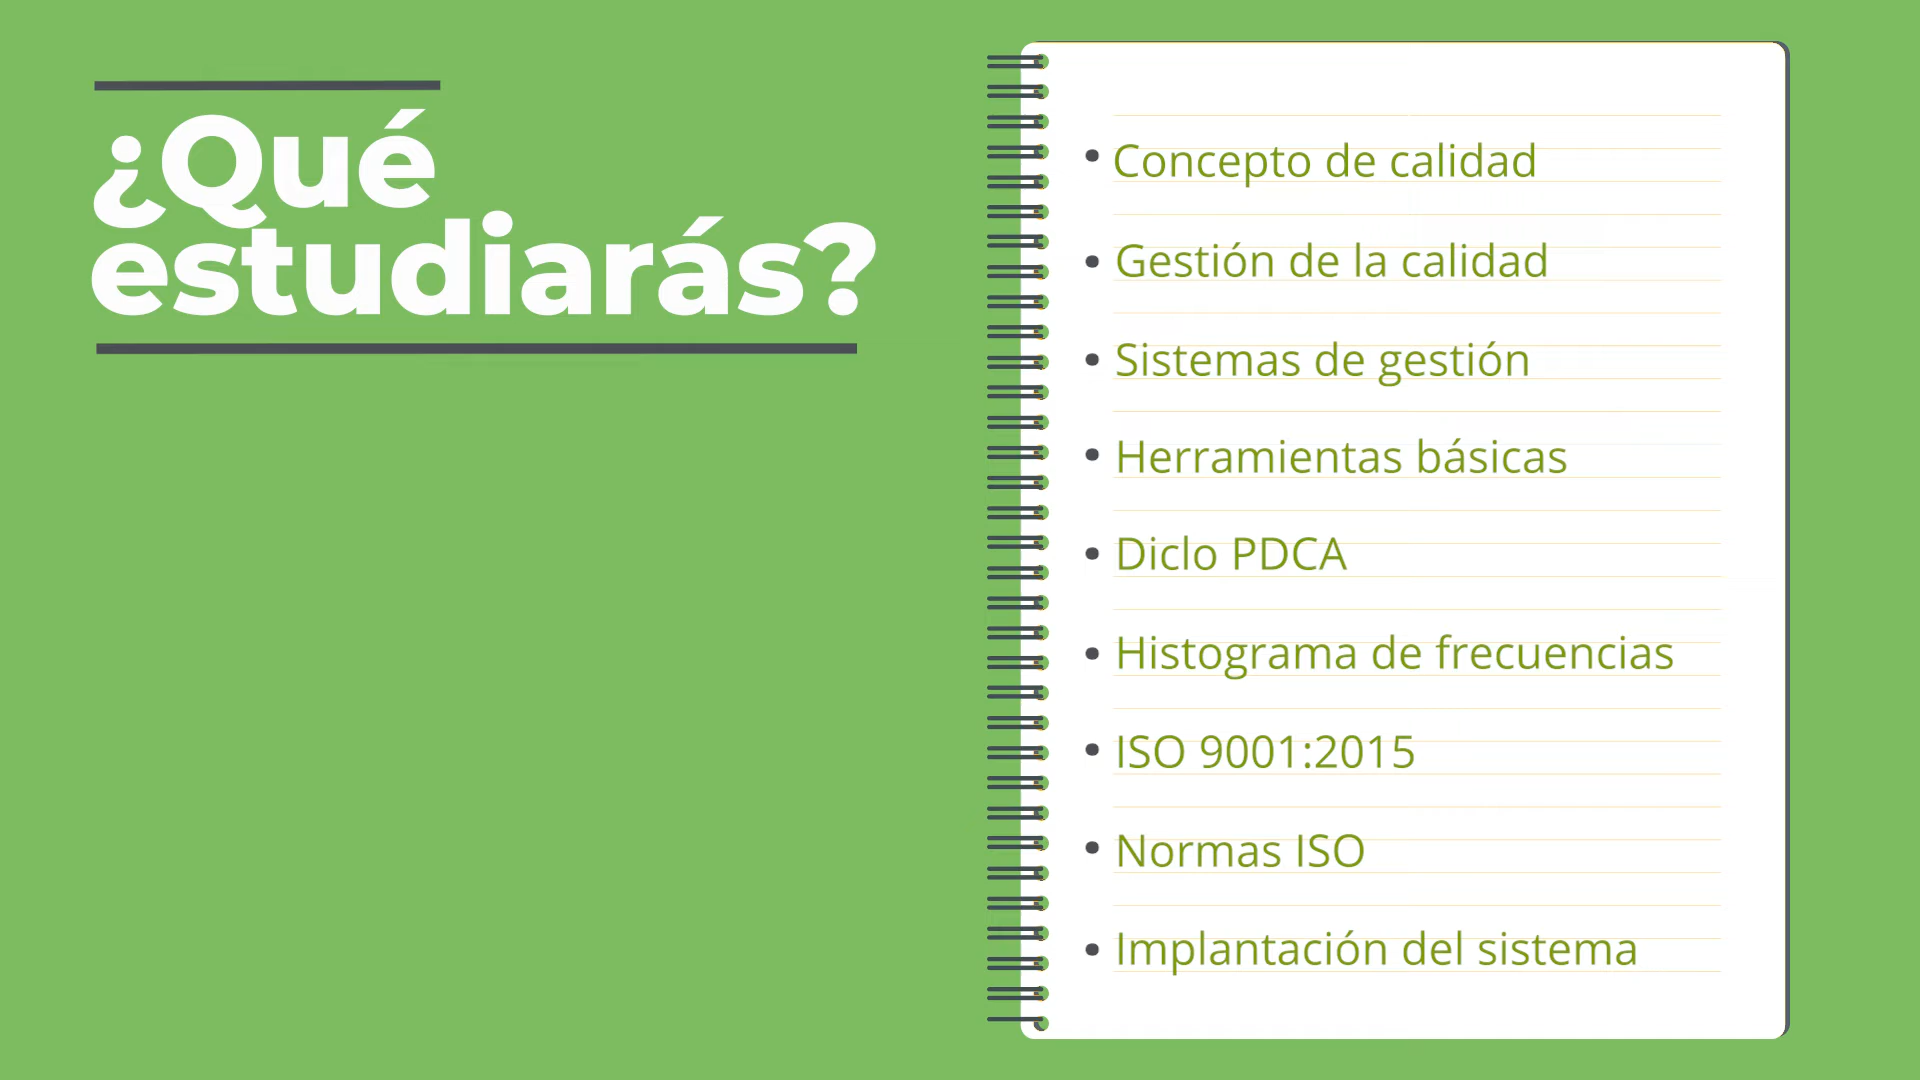 ¿Qué
estudiarás?
• Concepto de calidad
• Gestión de la calidad
• Sistemas de gestión
• Herramientas básicas
• Diclo PDCA
• Histograma de frecuencias
• ISO 9001:2015
• Normas ISO
• Implantación del sistema